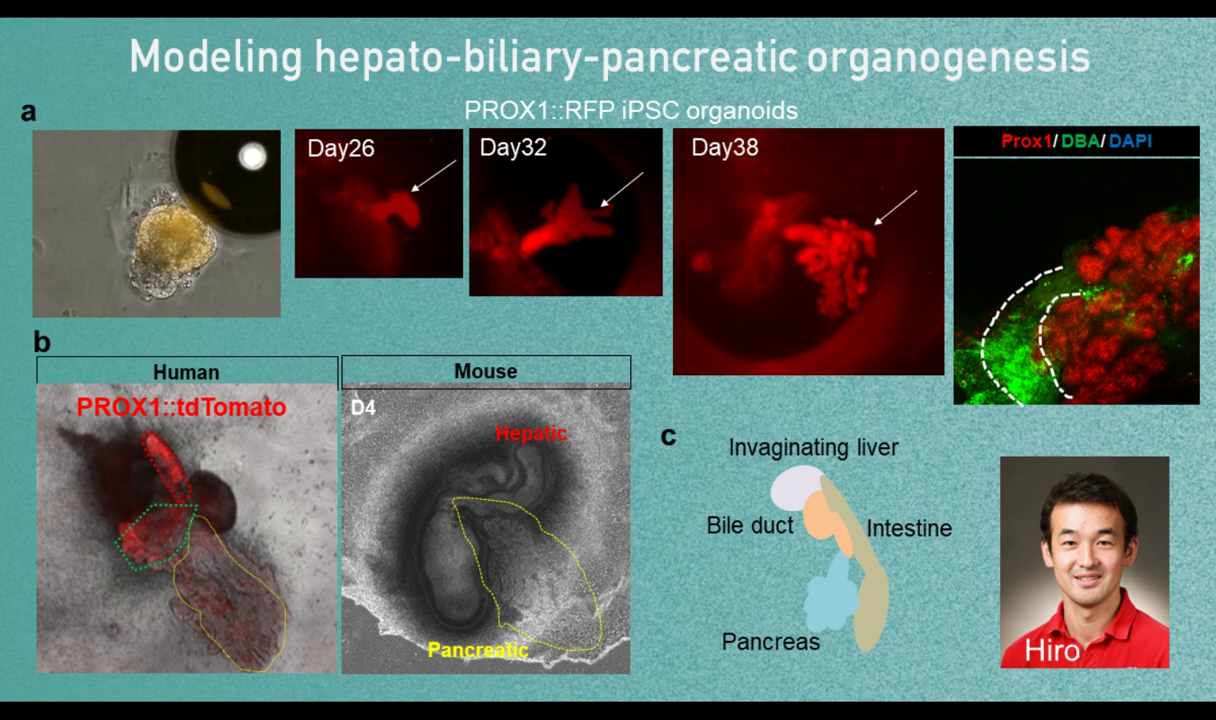 Modeling hepato-biliary-pancreatic organogenesis
a
PROX1::RFP iPSC organoids
Day26
Day32
Day38
Prox1/DBA/DAPI
b
Human
Mouse
PROX1::tdTomato
D4
Hepatic
Pancreatic
c
Invaginating liver
Bile duct
Intestine
Pancreas
Hiro